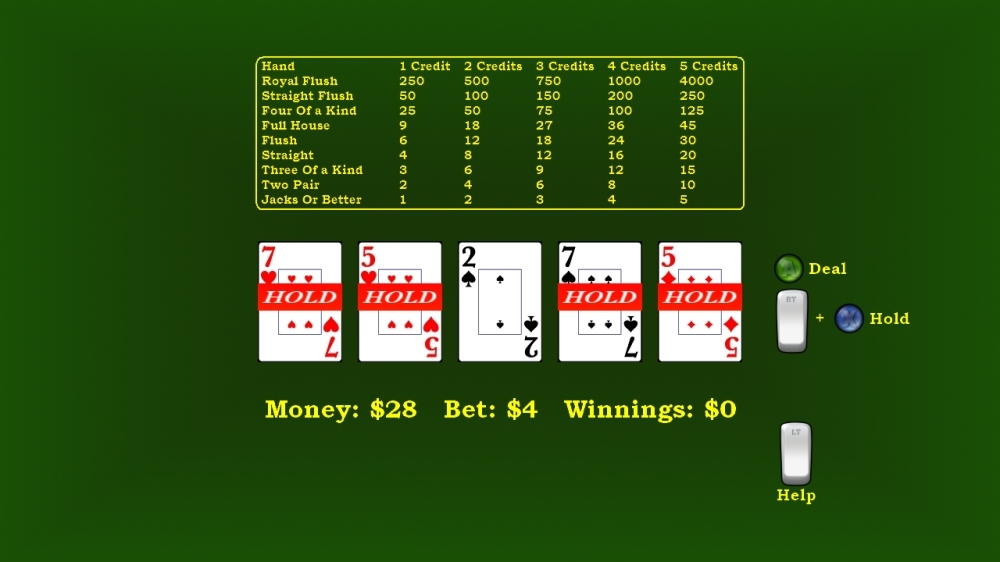 Hand 1 Credit 2 Credits 3 Credits 4 Credits 5 Credits
Royal Flush 250 500 750 1000 4000
Straight Flush 50 100 150 200 250
Four Of a Kind 25 50 75 100 125
Full House 9 18 27 36 45
Flush 6 12 18 24 30
Straight 4 8 12 16 20
Three Of a Kind 3 6 9 12 15
Two Pair 2 4 6 8 10
Jacks Or Better 1 2 3 4 5
7 5 2 7 5
HOLD HOLD HOLD HOLD
7 5 2 7 5
A Deal
RT + X Hold
Money: $28 Bet: $4 Winnings: $0
LT
Help